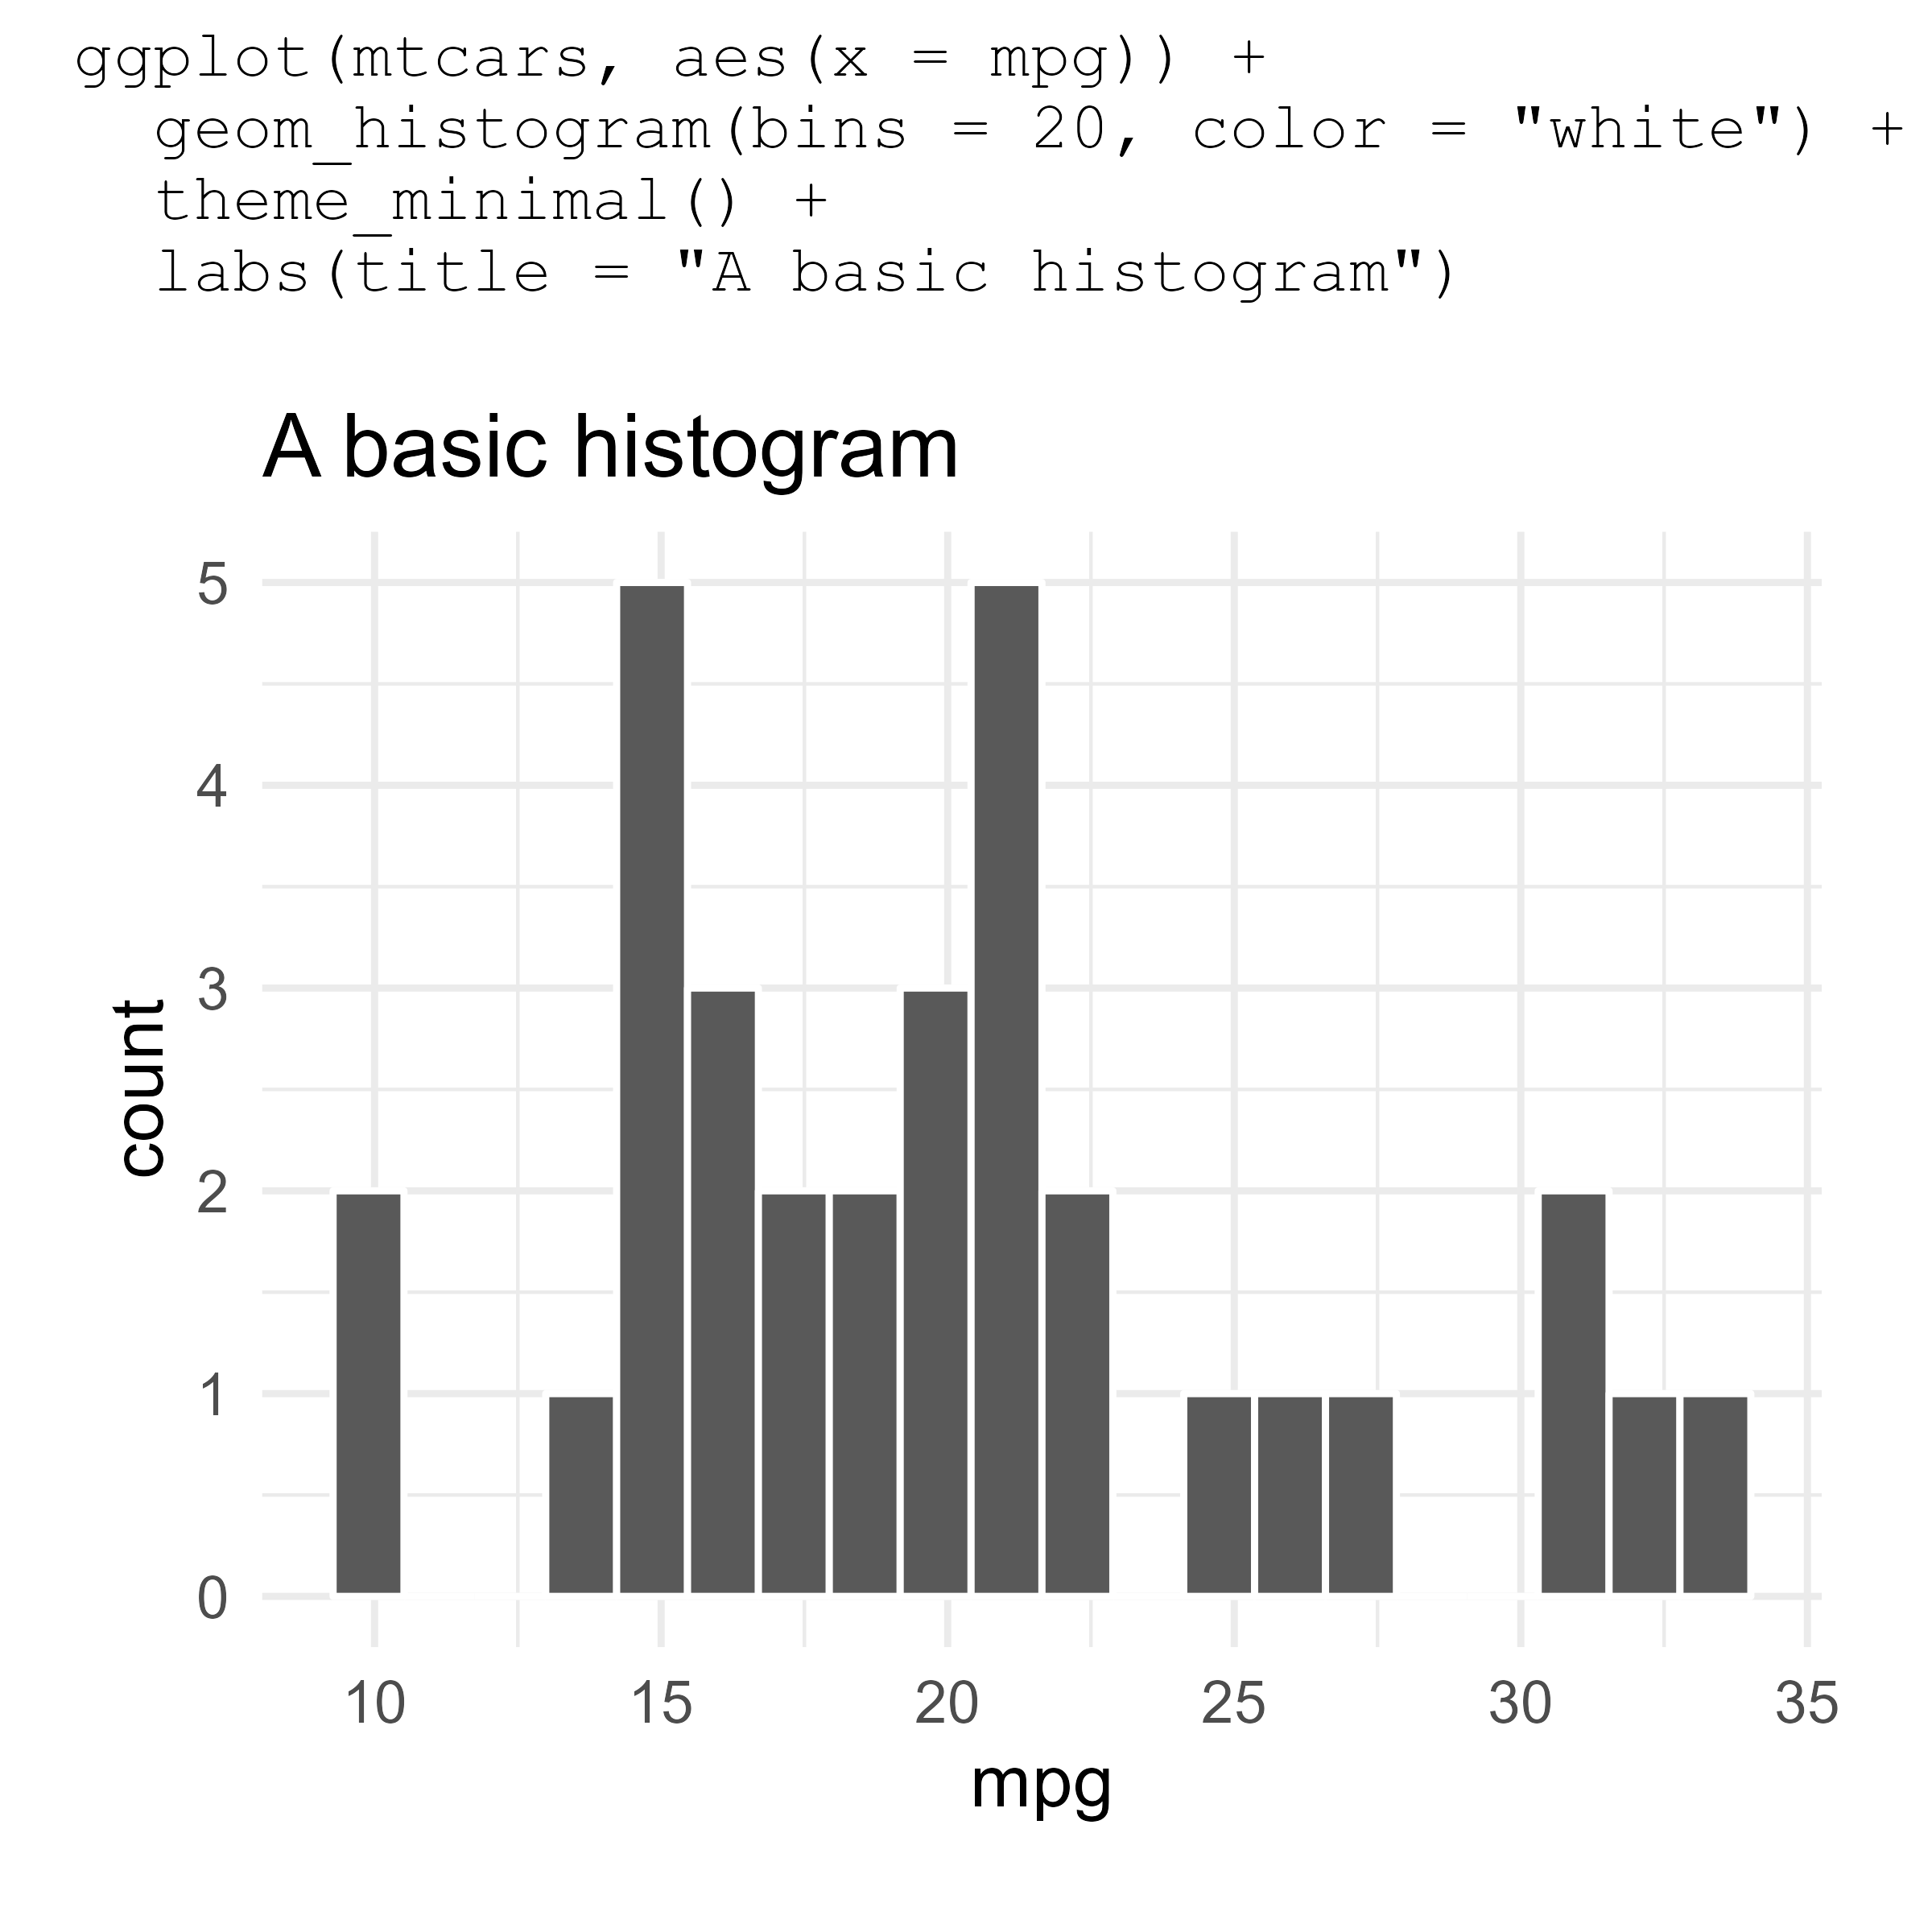 ggplot(mtcars, aes(x = mpg)) +
  geom_histogram(bins = 20, color = "white") +
  theme_minimal() +
  labs(title = "A basic histogram")
A basic histogram
5
4
3
2
1
0
count
10 15 20 25 30 35
mpg